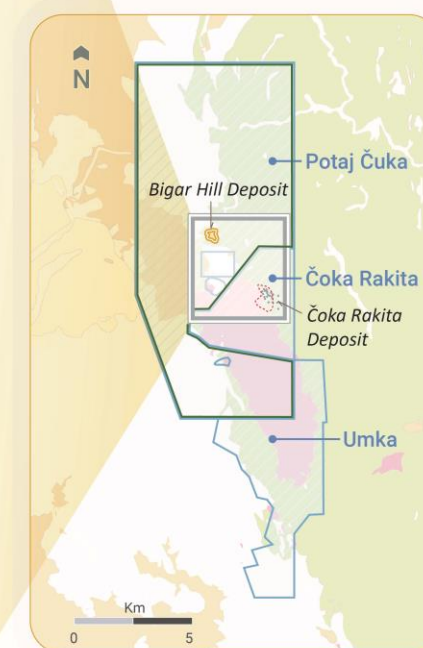 N
Potaj Čuka
Bigar Hill Deposit
Čoka Rakita
Čoka Rakita
Deposit
Umka
Km
0 5